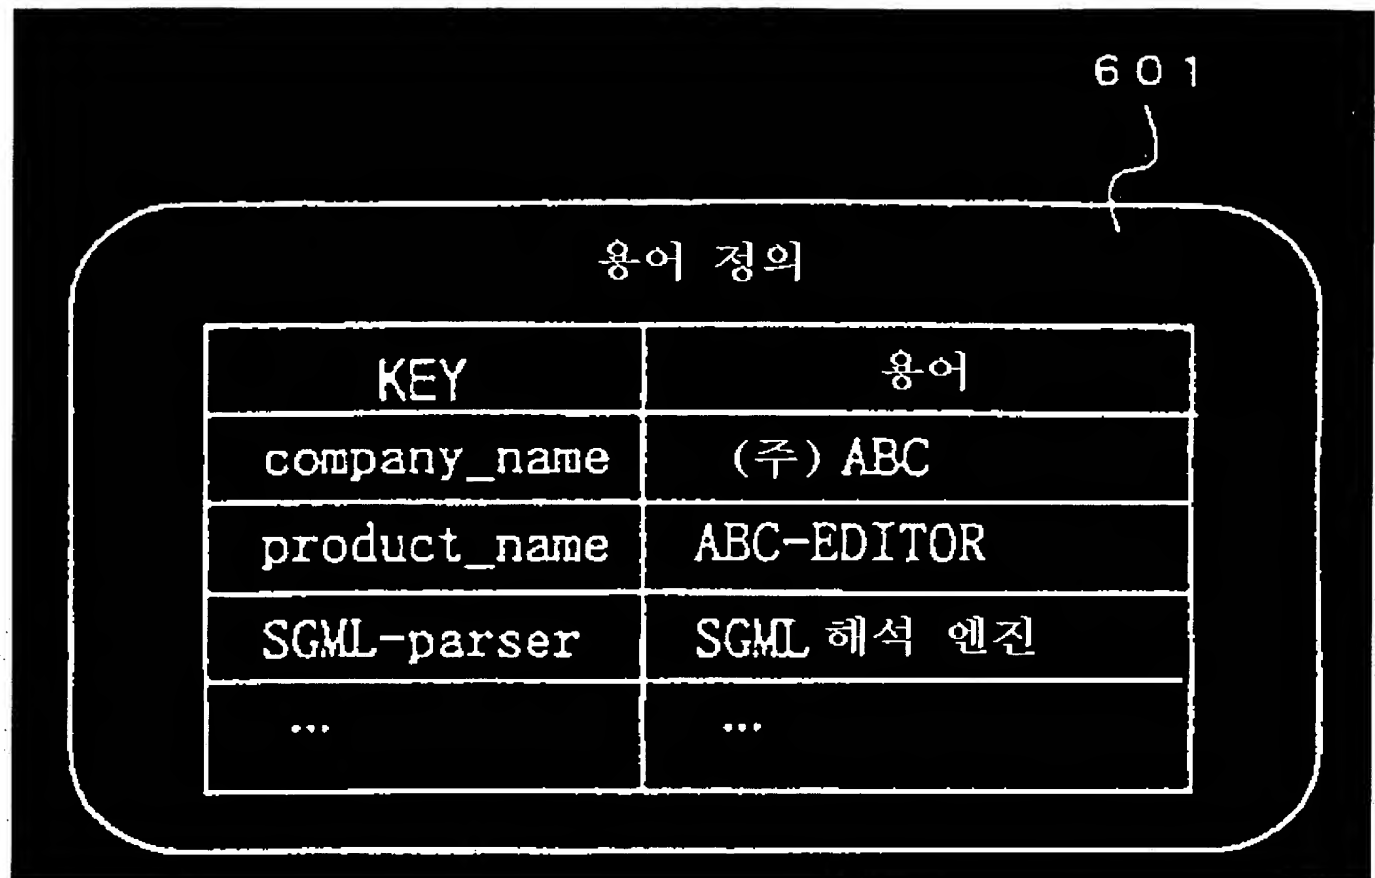 601
용어 정의
KEY 용어
company_name (주) ABC
product_name ABC-EDITOR
SGML-parser SGML 해석 엔진
... ...